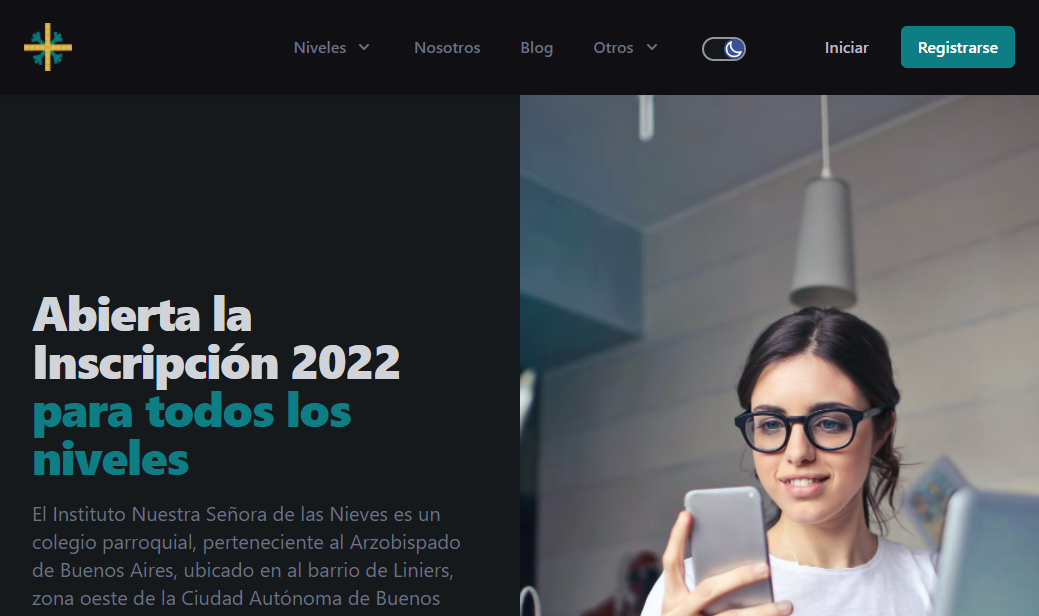 Niveles Nosotros Blog Otros Iniciar Registrarse
Abierta la
Inscripción 2022
para todos los
niveles
El Instituto Nuestra Señora de las Nieves es un
colegio parroquial, perteneciente al Arzobispado
de Buenos Aires, ubicado en al barrio de Liniers,
zona oeste de la Ciudad Autónoma de Buenos